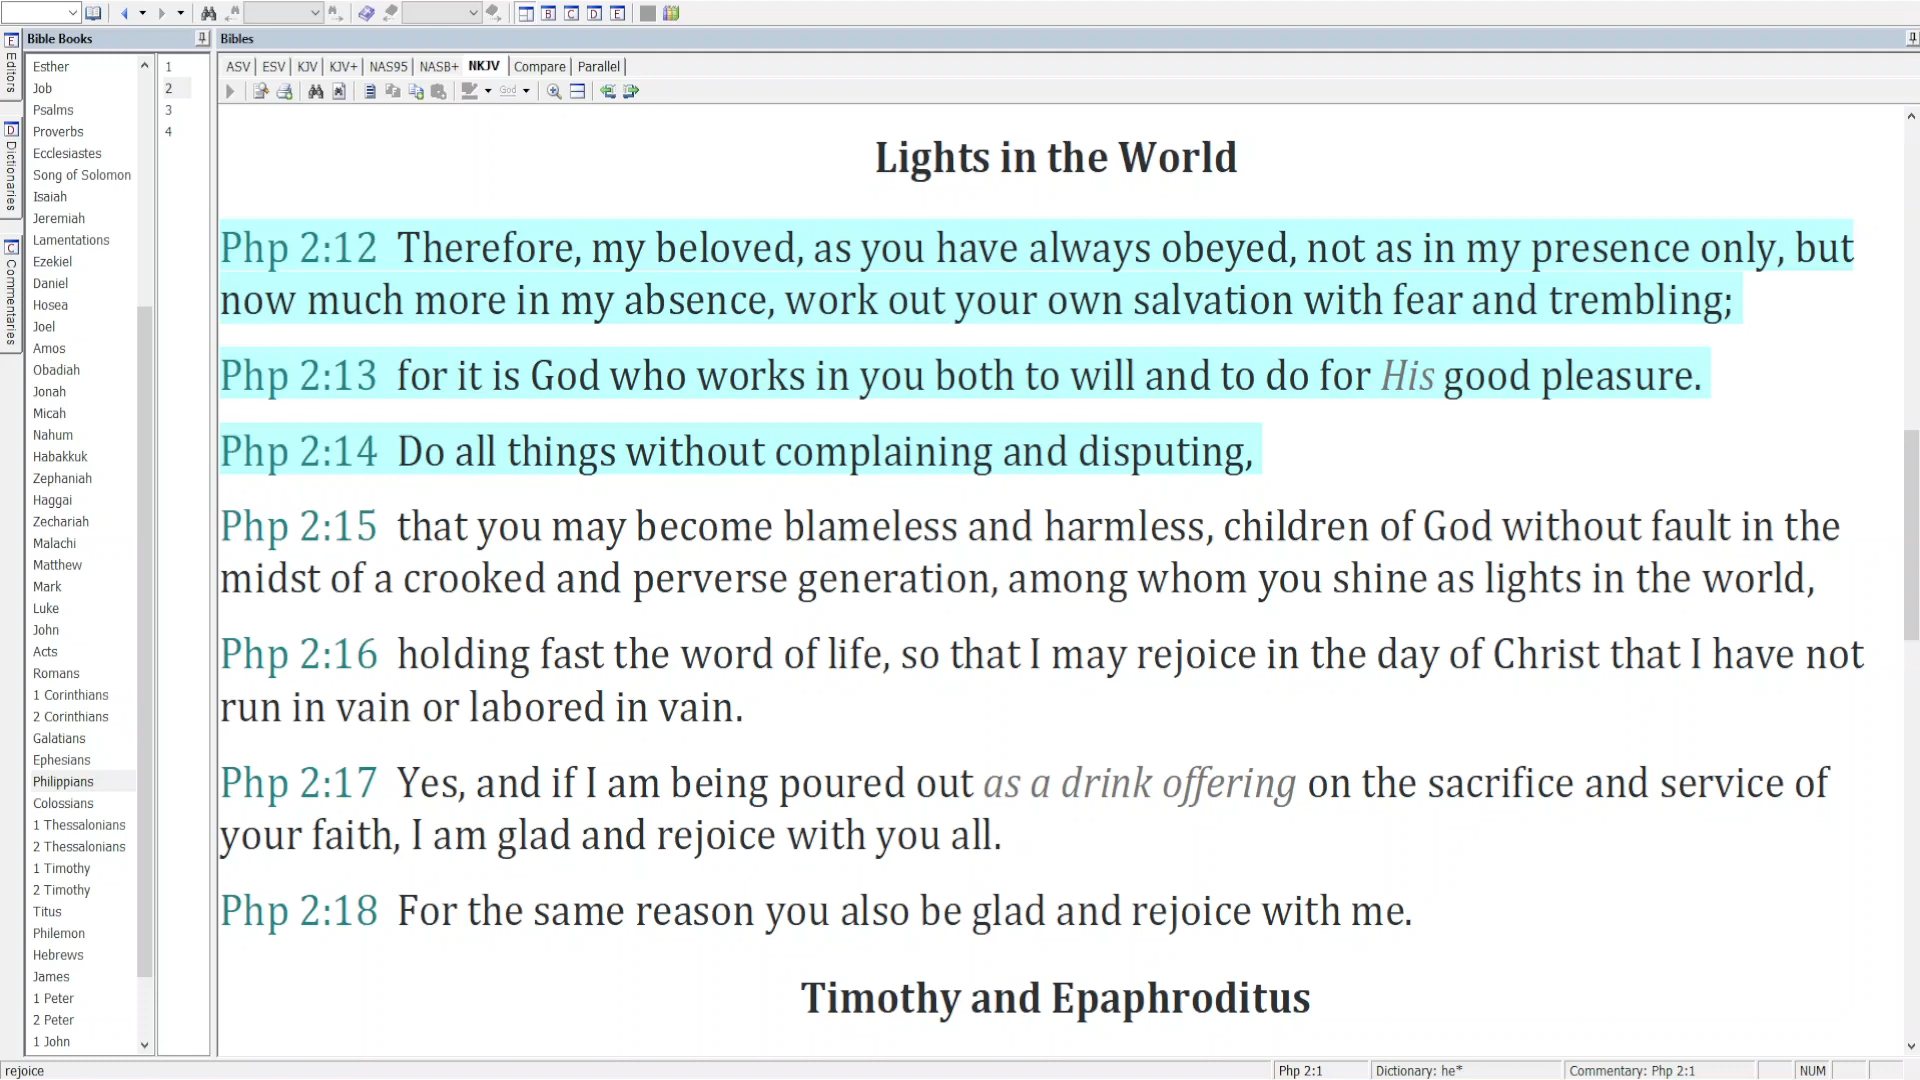 B C D E
Bible Books
Bibles
E Editors
D Dictionaries
C Commentaries
ASV ESV KJV KJV+ NAS95 NASB+ NKJV Compare Parallel
God
Esther
Job
Psalms
Proverbs
Ecclesiastes
Song of Solomon
Isaiah
Jeremiah
Lamentations
Ezekiel
Daniel
Hosea
Joel
Amos
Obadiah
Jonah
Micah
Nahum
Habakkuk
Zephaniah
Haggai
Zechariah
Malachi
Matthew
Mark
Luke
John
Acts
Romans
1 Corinthians
2 Corinthians
Galatians
Ephesians
Philippians
Colossians
1 Thessalonians
2 Thessalonians
1 Timothy
2 Timothy
Titus
Philemon
Hebrews
James
1 Peter
2 Peter
1 John
1
2
3
4
Lights in the World
Php 2:12 Therefore, my beloved, as you have always obeyed, not as in my presence only, but
now much more in my absence, work out your own salvation with fear and trembling;
Php 2:13 for it is God who works in you both to will and to do for His good pleasure.
Php 2:14 Do all things without complaining and disputing,
Php 2:15 that you may become blameless and harmless, children of God without fault in the
midst of a crooked and perverse generation, among whom you shine as lights in the world,
Php 2:16 holding fast the word of life, so that I may rejoice in the day of Christ that I have not
run in vain or labored in vain.
Php 2:17 Yes, and if I am being poured out as a drink offering on the sacrifice and service of
your faith, I am glad and rejoice with you all.
Php 2:18 For the same reason you also be glad and rejoice with me.
Timothy and Epaphroditus
rejoice
Php 2:1
Dictionary: he*
Commentary: Php 2:1
NUM